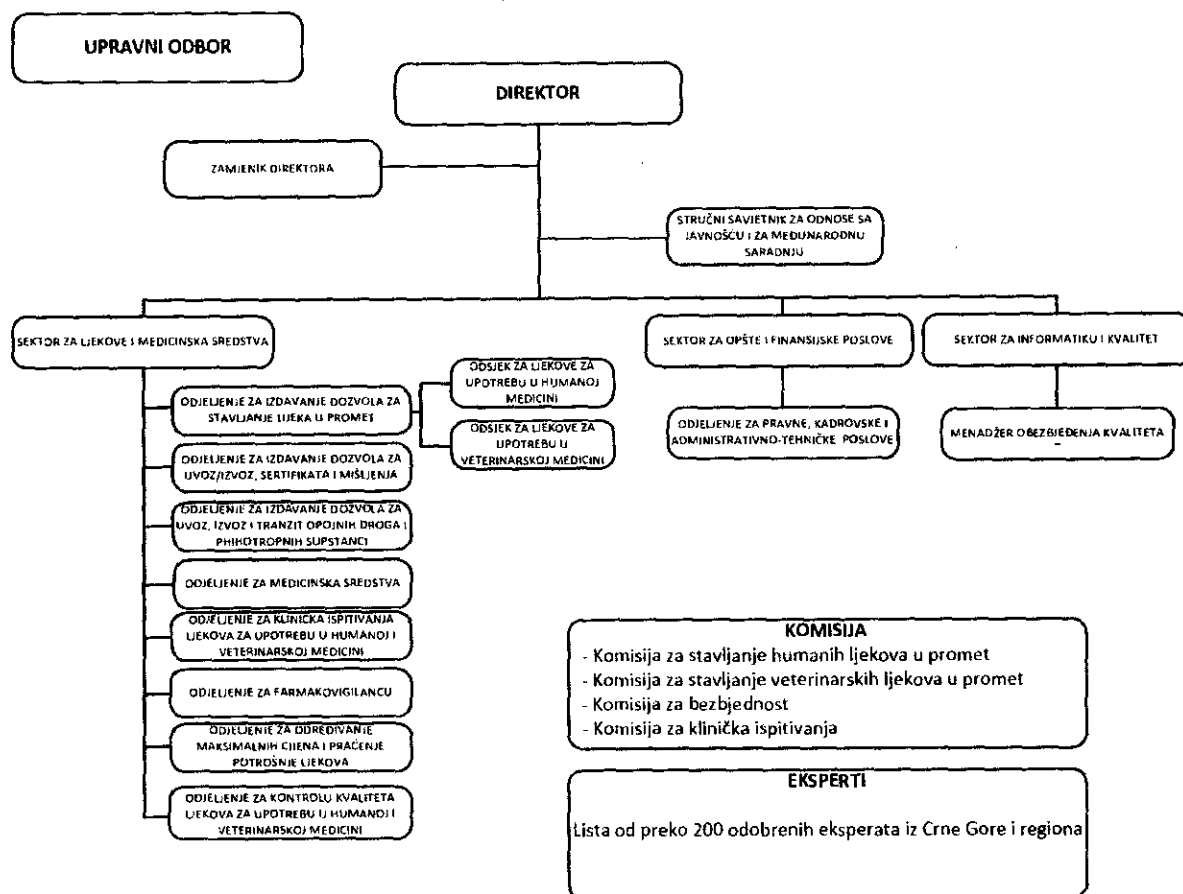 UPRAVNI ODBOR
DIREKTOR
ZAMJENIK DIREKTORA
STRUČNI SAVJETNIK ZA ODNOSE SA
JAVNOŠĆU I ZA MEĐUNARODNU
SARADNJU
SEKTOR ZA LJEKOVE I MEDICINSKA SREDSTVA
SEKTOR ZA OPŠTE I FINANSIJSKE POSLOVE
SEKTOR ZA INFORMATIKU I KVALITET
ODJELJENJE ZA IZDAVANJE DOZVOLA ZA
STAVLJANJE LIJEKA U PROMET
ODSJEK ZA LJEKOVE ZA
UPOTREBU U HUMANOJ
MEDICINI
ODSJEK ZA LJEKOVE ZA
UPOTREBU U
VETERINARSKOJ MEDICINI
ODJELJENJE ZA PRAVNE, KADROVSKE I
ADMINISTRATIVNO-TEHNIČKE POSLOVE
MENADŽER OBEZBJEĐENJA KVALITETA
ODJELJENJE ZA IZDAVANJE DOZVOLA ZA
UVOZ/IZVOZ, SERTIFIKATA I MIŠLJENJA
ODJELJENJE ZA IZDAVANJE DOZVOLA ZA
UVOZ, IZVOZ I TRANZIT OPOJNIH DROGA I
PHIHOTROPNIH SUPSTANCI
ODJELJENJE ZA MEDICINSKA SREDSTVA
ODJELJENJE ZA KLINIČKA ISPITIVANJA
LJEKOVA ZA UPOTREBU U HUMANOJ I
VETERINARSKOJ MEDICINI
ODJELJENJE ZA FARMAKOVIGILANCU
ODJELJENJE ZA ODREĐIVANJE
MAKSIMALNIH CIJENA I PRAĆENJE
POTROŠNJE LJEKOVA
ODJELJENJE ZA KONTROLU KVALITETA
LJEKOVA ZA UPOTREBU U HUMANOJ I
VETERINARSKOJ MEDICINI
KOMISIJA
- Komisija za stavljanje humanih ljekova u promet
- Komisija za stavljanje veterinarskih ljekova u promet
- Komisija za bezbjednost
- Komisija za klinička ispitivanja
EKSPERTI
Lista od preko 200 odobrenih eksperata iz Crne Gore i regiona